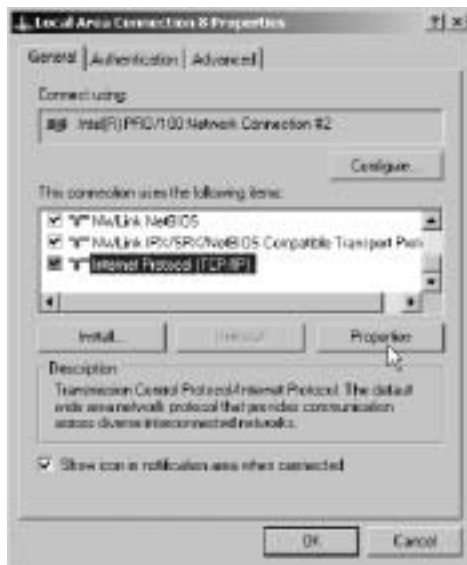 Local Area Connection 8 Properties
General
Authentication
Advanced
Connect using:
Intel(R) PRO/100 Network Connection #2
Configure...
This connection uses the following items:
NWLink NetBIOS
NWLink IPX/SPX/NetBIOS Compatible Transport Prot
Internet Protocol (TCP/IP)
Install...
Uninstall
Properties
Description
Transmission Control Protocol/Internet Protocol. The default
wide area network protocol that provides communication
across diverse interconnected networks.
Show icon in notification area when connected
OK
Cancel